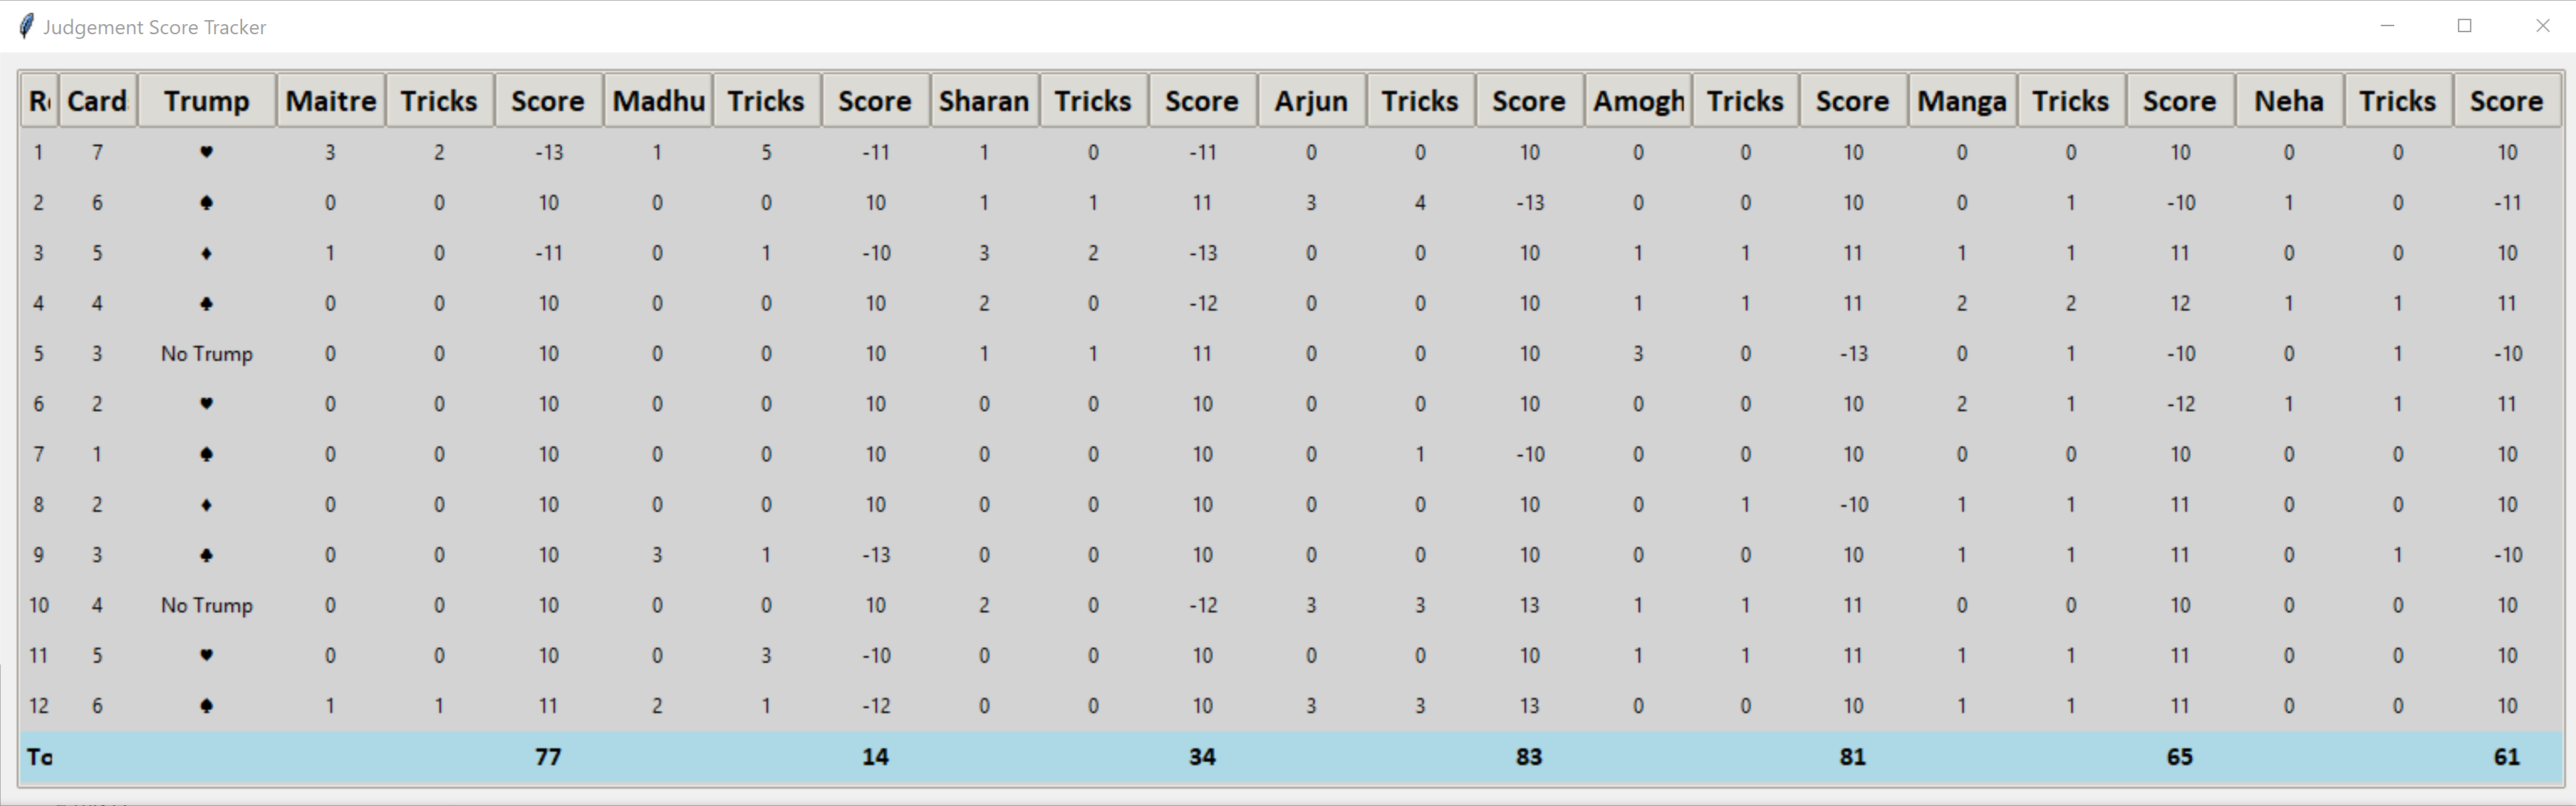 Judgement Score Tracker
Card Trump Maitre Tricks Score Madhu Tricks Score Sharan Tricks Score Arjun Tricks Score Amogh Tricks Score Manga Tricks Score Neha Tricks Score
1 7 ♥ 3 2 -13 1 5 -11 1 0 -11 0 0 10 0 0 10 0 0 10 0 0 10
2 6 ♠ 0 0 10 0 0 10 1 1 11 3 4 -13 0 0 10 0 1 -10 1 0 -11
3 5 ♦ 1 0 -11 0 1 -10 3 2 -13 0 0 10 1 1 11 1 1 11 0 0 10
4 4 ♣ 0 0 10 0 0 10 2 0 -12 0 0 10 1 1 11 2 2 12 1 1 11
5 3 No Trump 0 0 10 0 0 10 1 1 11 0 0 10 3 0 -13 0 1 -10 0 1 -10
6 2 ♥ 0 0 10 0 0 10 0 0 10 0 0 10 0 0 10 2 1 -12 1 1 11
7 1 ♠ 0 0 10 0 0 10 0 0 10 0 1 -10 0 0 10 0 0 10 0 0 10
8 2 ♦ 0 0 10 0 0 10 0 0 10 0 0 10 0 1 -10 1 1 11 0 0 10
9 3 ♣ 0 0 10 3 1 -13 0 0 10 0 0 10 0 0 10 1 1 11 0 1 -10
10 4 No Trump 0 0 10 0 0 10 2 0 -12 3 3 13 1 1 11 0 0 10 0 0 10
11 5 ♥ 0 0 10 0 3 -10 0 0 10 0 0 10 1 1 11 1 1 11 0 0 10
12 6 ♠ 1 1 11 2 1 -12 0 0 10 3 3 13 0 0 10 1 1 11 0 0 10
To 77 14 34 83 81 65 61